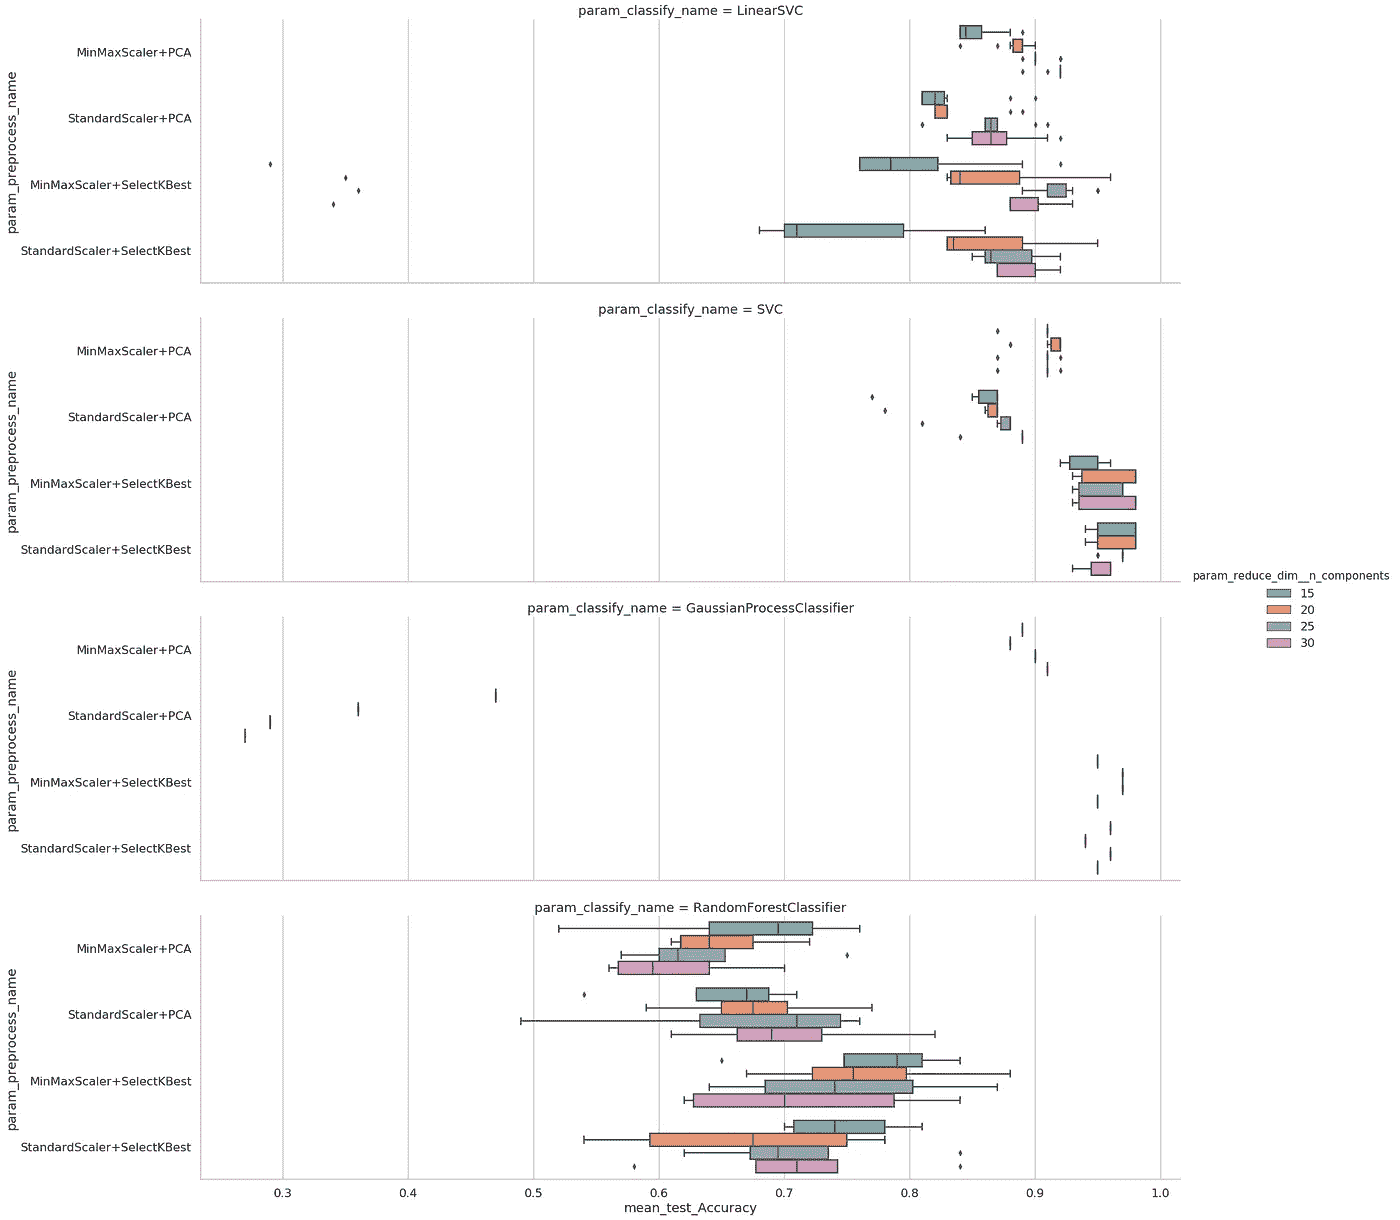 param_classify_name = LinearSVC
param_preprocess_name
MinMaxScaler+PCA
StandardScaler+PCA
MinMaxScaler+SelectKBest
StandardScaler+SelectKBest
param_classify_name = SVC
param_preprocess_name
MinMaxScaler+PCA
StandardScaler+PCA
MinMaxScaler+SelectKBest
StandardScaler+SelectKBest
param_reduce_dim__n_components
15
20
25
30
param_classify_name = GaussianProcessClassifier
param_preprocess_name
MinMaxScaler+PCA
StandardScaler+PCA
MinMaxScaler+SelectKBest
StandardScaler+SelectKBest
param_classify_name = RandomForestClassifier
param_preprocess_name
MinMaxScaler+PCA
StandardScaler+PCA
MinMaxScaler+SelectKBest
StandardScaler+SelectKBest
0.3 0.4 0.5 0.6 0.7 0.8 0.9 1.0
mean_test_Accuracy